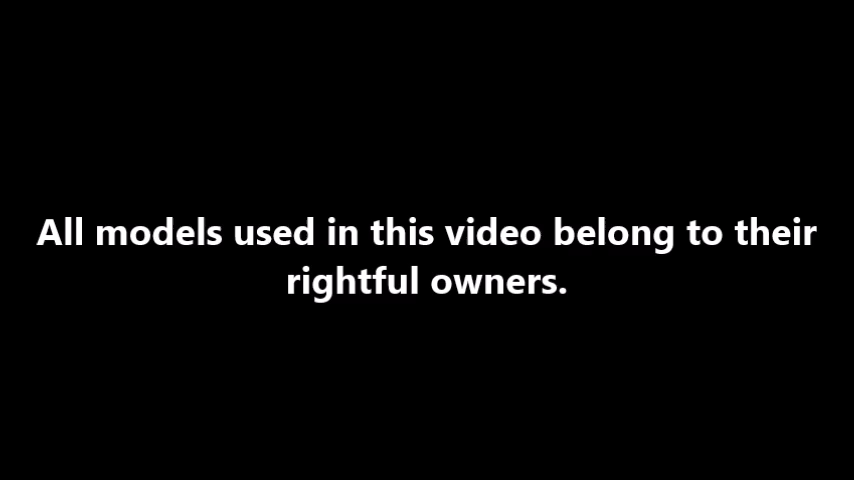 All models used in this video belong to their
rightful owners.